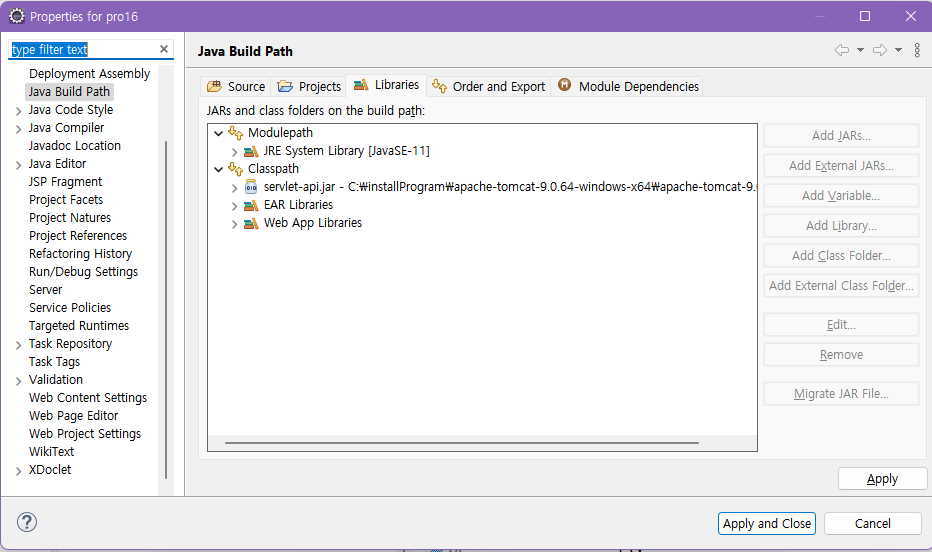 Properties for pro16
type filter text
Deployment Assembly
Java Build Path
Java Code Style
Java Compiler
Javadoc Location
Java Editor
JSP Fragment
Project Facets
Project Natures
Project References
Refactoring History
Run/Debug Settings
Server
Service Policies
Targeted Runtimes
Task Repository
Task Tags
Validation
Web Content Settings
Web Page Editor
Web Project Settings
WikiText
XDoclet
Java Build Path
Source Projects Libraries Order and Export Module Dependencies
JARs and class folders on the build path:
Modulepath
JRE System Library [JavaSE-11]
Classpath
servlet-api.jar - C:₩installProgram₩apache-tomcat-9.0.64-windows-x64₩apache-tomcat-9.
EAR Libraries
Web App Libraries
Add JARs...
Add External JARs...
Add Variable...
Add Library...
Add Class Folder...
Add External Class Folder...
Edit...
Remove
Migrate JAR File...
Apply
Apply and Close
Cancel